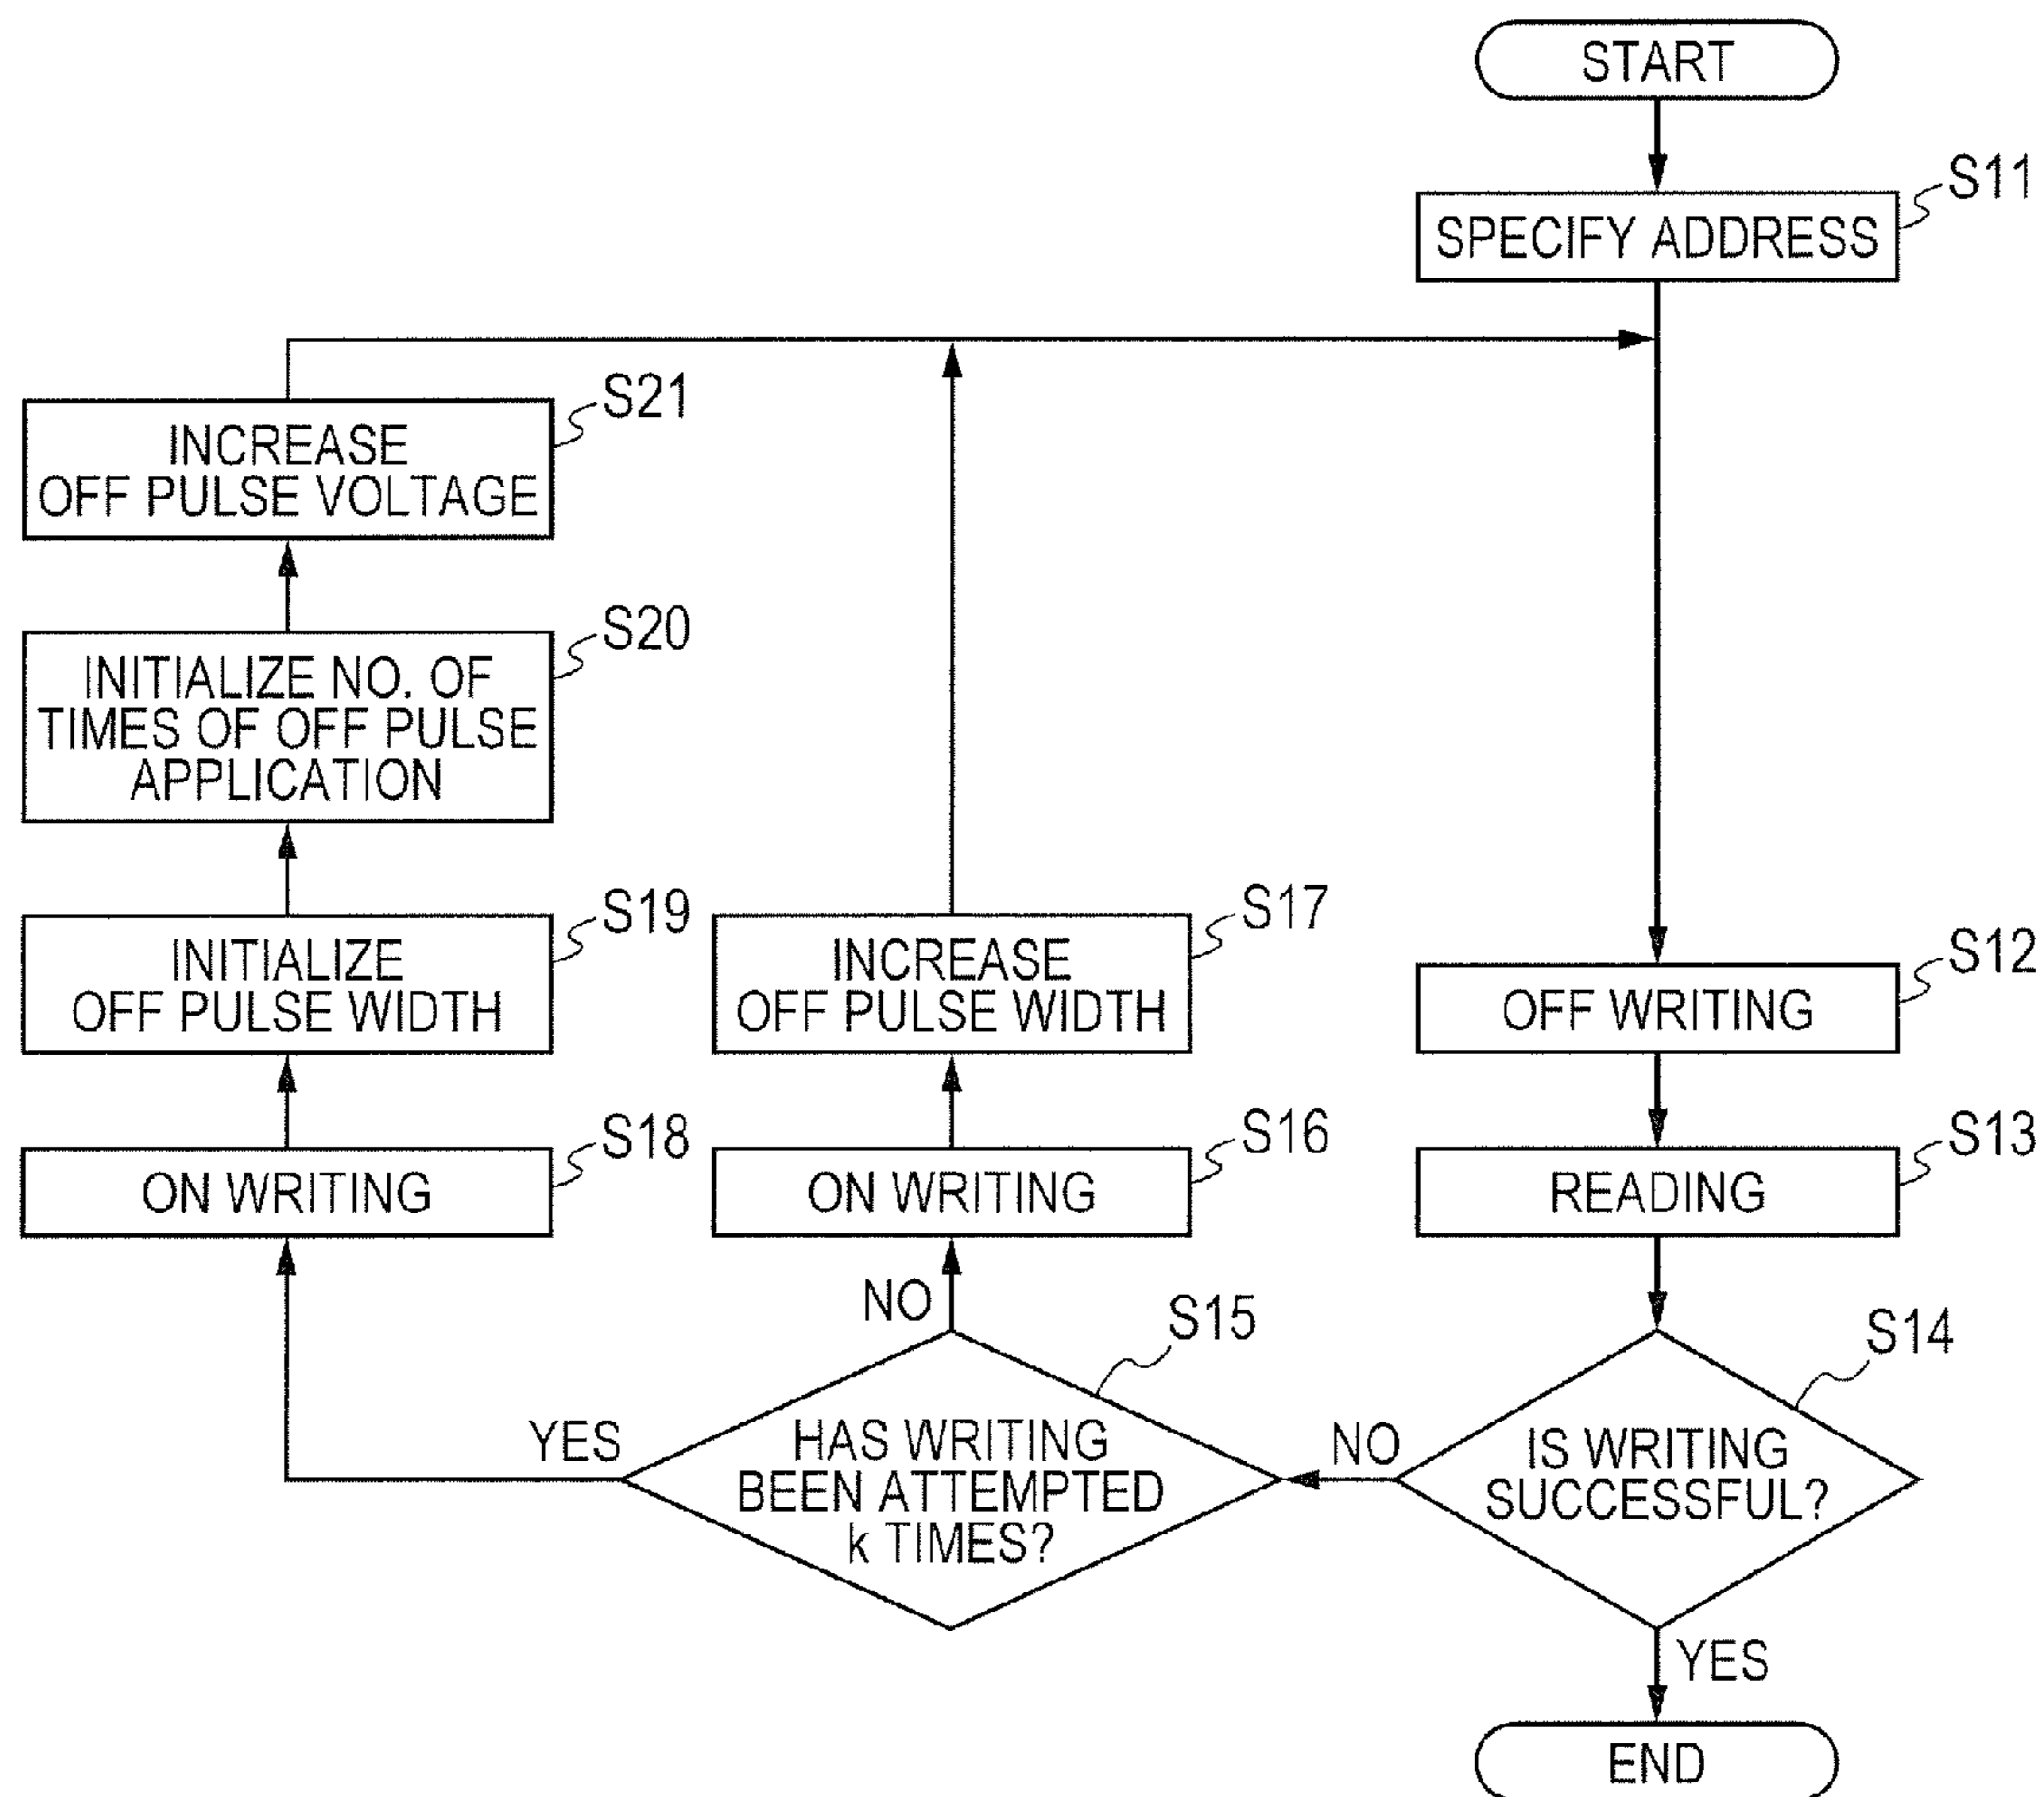 START
S11
SPECIFY ADDRESS
S21
INCREASE
OFF PULSE VOLTAGE
S20
INITIALIZE NO. OF
TIMES OF OFF PULSE
APPLICATION
S19
INITIALIZE
OFF PULSE WIDTH
S17
INCREASE
OFF PULSE WIDTH
S12
OFF WRITING
S18
ON WRITING
S16
ON WRITING
S13
READING
NO
S15
S14
YES
HAS WRITING
BEEN ATTEMPTED
k TIMES?
NO
IS WRITING
SUCCESSFUL?
YES
END